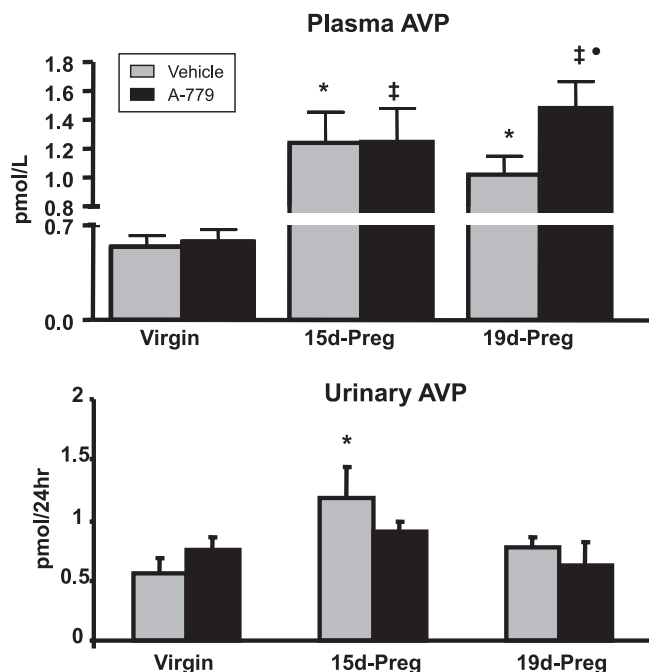 Plasma AVP
Vehicle
A-779
pmol/L
1.8
1.6
1.4
1.2
1.0
0.8
0.7
0.0
* ‡ * ‡ •
Virgin 15d-Preg 19d-Preg
Urinary AVP
pmol/24hr
2
1.5
1
0.5
0
*
Virgin 15d-Preg 19d-Preg